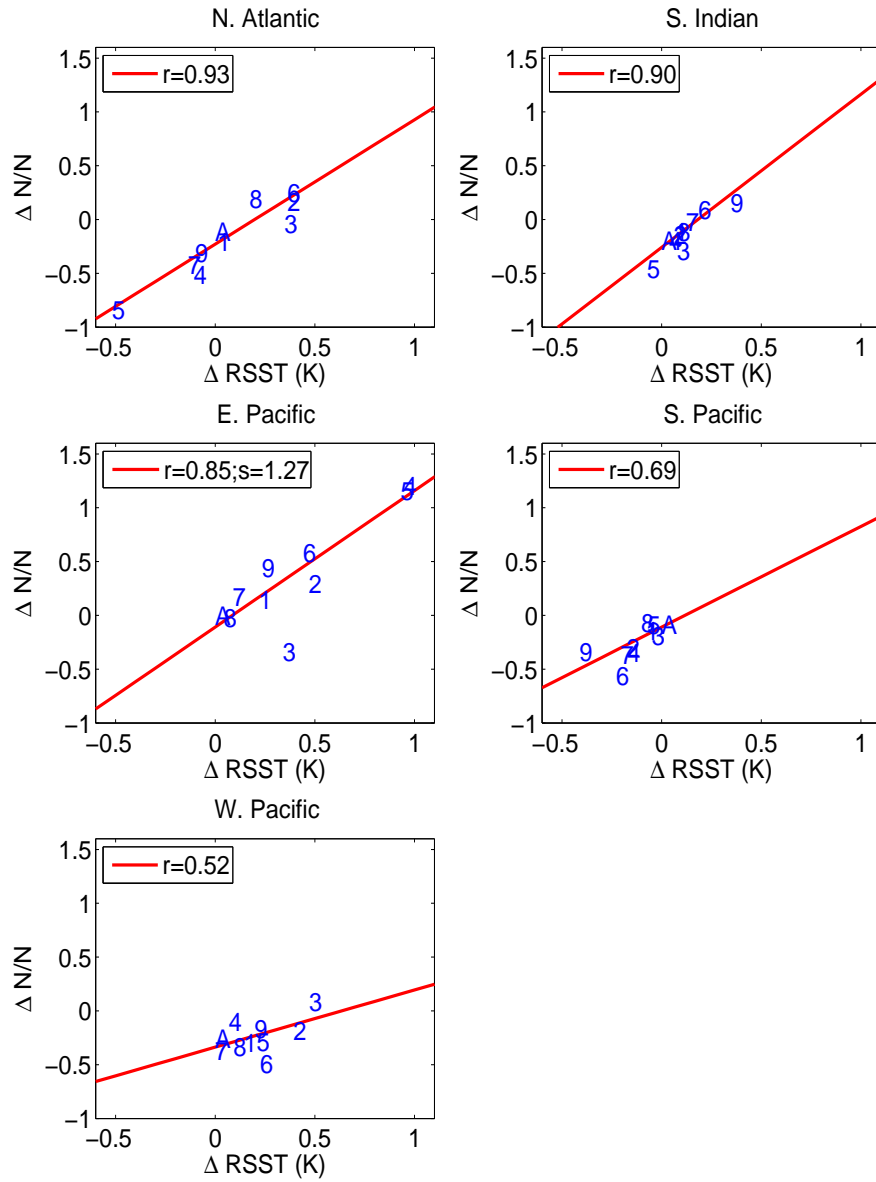 N. Atlantic
r=0.93
1.5
1
0.5
0
−0.5
−1
Δ N/N
8
6
2
3
A
1
9
7
4
5
−0.5 0 0.5 1
Δ RSST (K)
S. Indian
r=0.90
1.5
1
0.5
0
−0.5
−1
Δ N/N
9
6
7
8
A
3
5
−0.5 0 0.5 1
Δ RSST (K)
E. Pacific
r=0.85;s=1.27
1.5
1
0.5
0
−0.5
−1
Δ N/N
4
5
6
9
2
7
1
A
8
3
−0.5 0 0.5 1
Δ RSST (K)
S. Pacific
r=0.69
1.5
1
0.5
0
−0.5
−1
Δ N/N
8
5
A
1
3
2
7
4
9
6
−0.5 0 0.5 1
Δ RSST (K)
W. Pacific
r=0.52
1.5
1
0.5
0
−0.5
−1
Δ N/N
3
4
9
2
A
1
5
7
8
6
−0.5 0 0.5 1
Δ RSST (K)